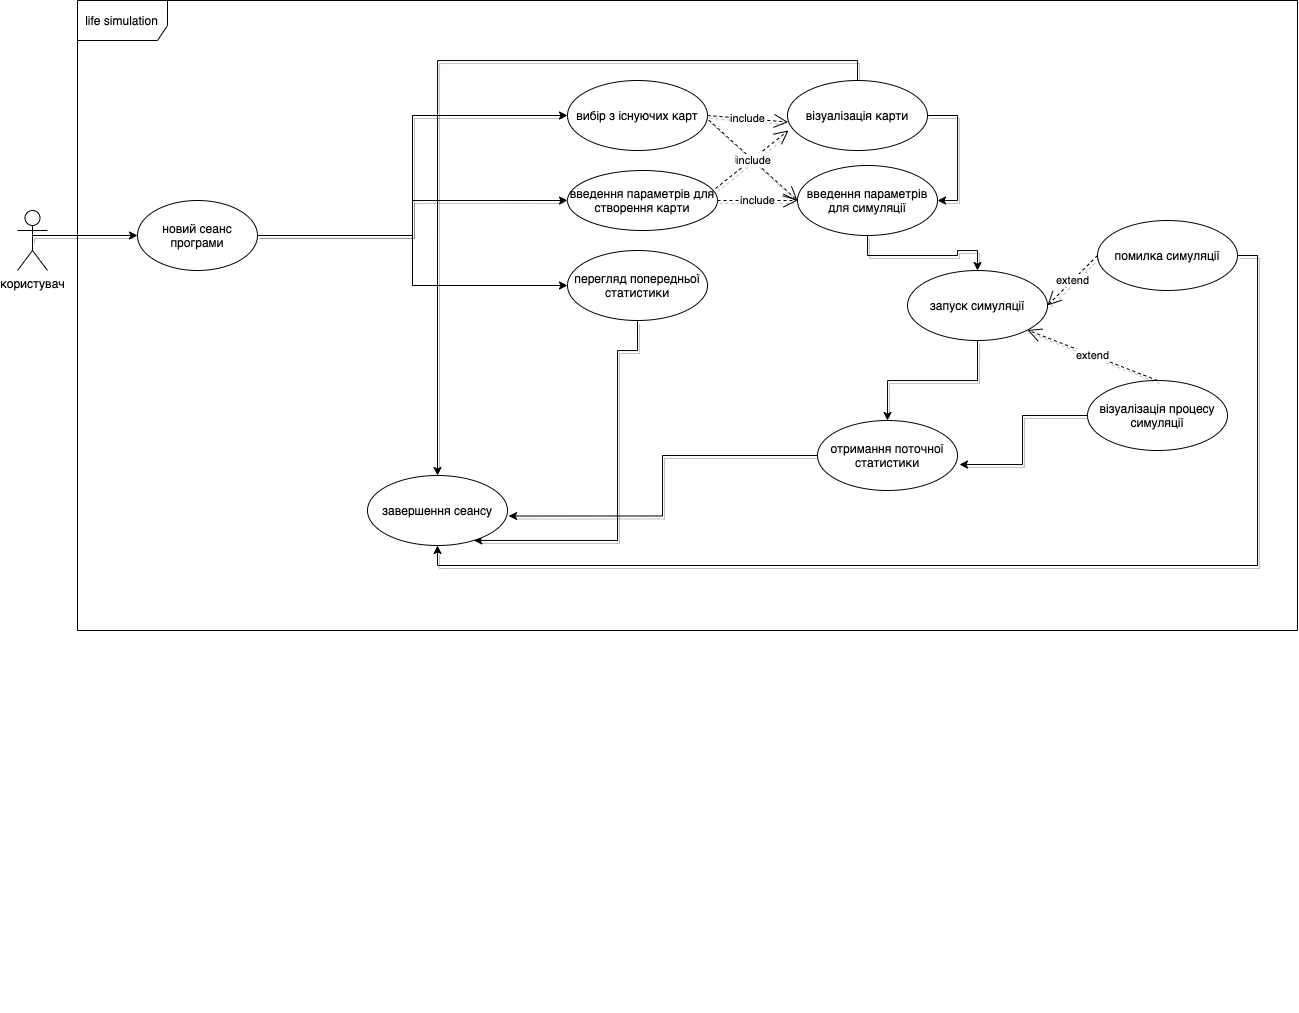 life simulation
вибір з існуючих карт
include
візуалізація карти
include
введення параметрів для
створення карти
include
введення параметрів
для симуляції
новий сеанс
програми
користувач
перегляд попередньої
статистики
помилка симуляції
extend
запуск симуляції
extend
візуалізація процесу
симуляції
отримання поточної
статистики
завершення сеансу